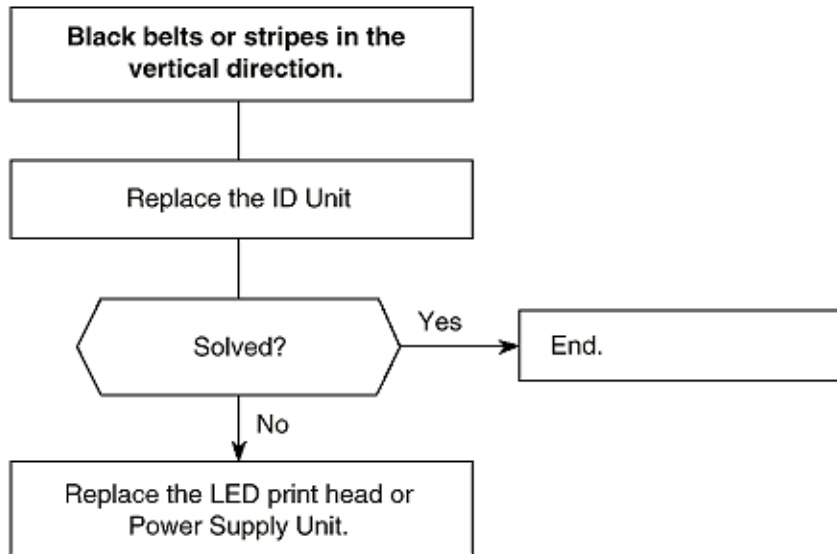 Black belts or stripes in the
vertical direction.
Replace the ID Unit
Solved?
Yes
End.
No
Replace the LED print head or
Power Supply Unit.